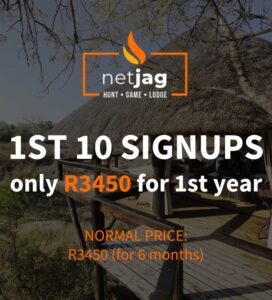 netjag
HUNT • GAME • LODGE
1ST 10 SIGNUPS
only R3450 for 1st year
NORMAL PRICE:
R3450 (for 6 months)